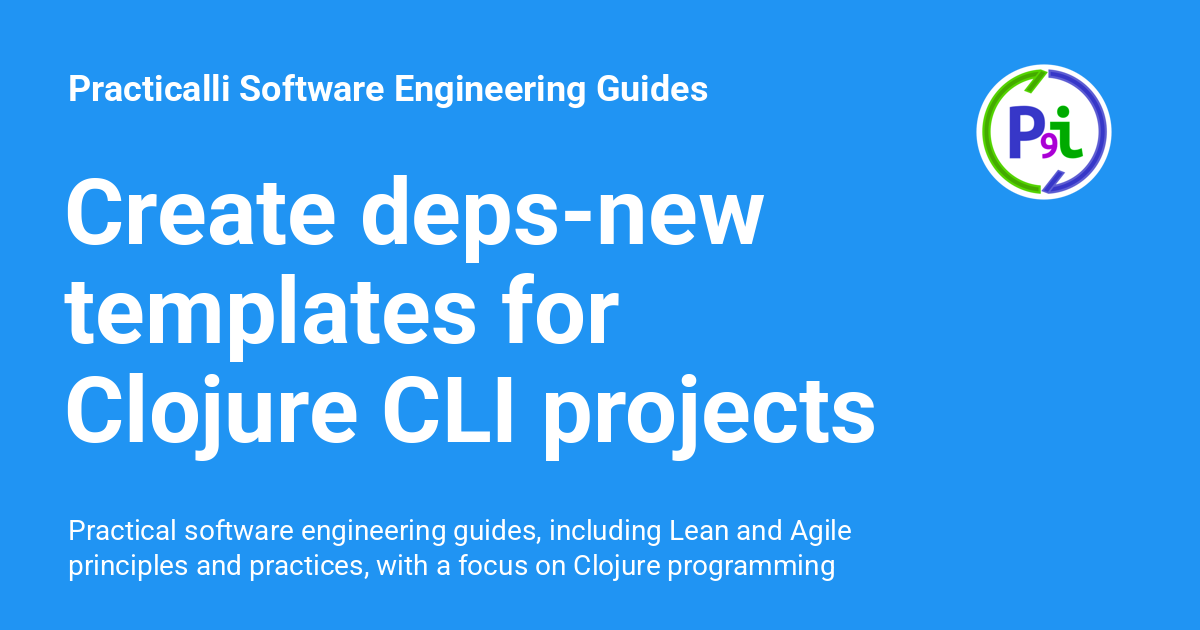 Practicalli Software Engineering Guides
P9i
Create deps-new
templates for
Clojure CLI projects
Practical software engineering guides, including Lean and Agile
principles and practices, with a focus on Clojure programming